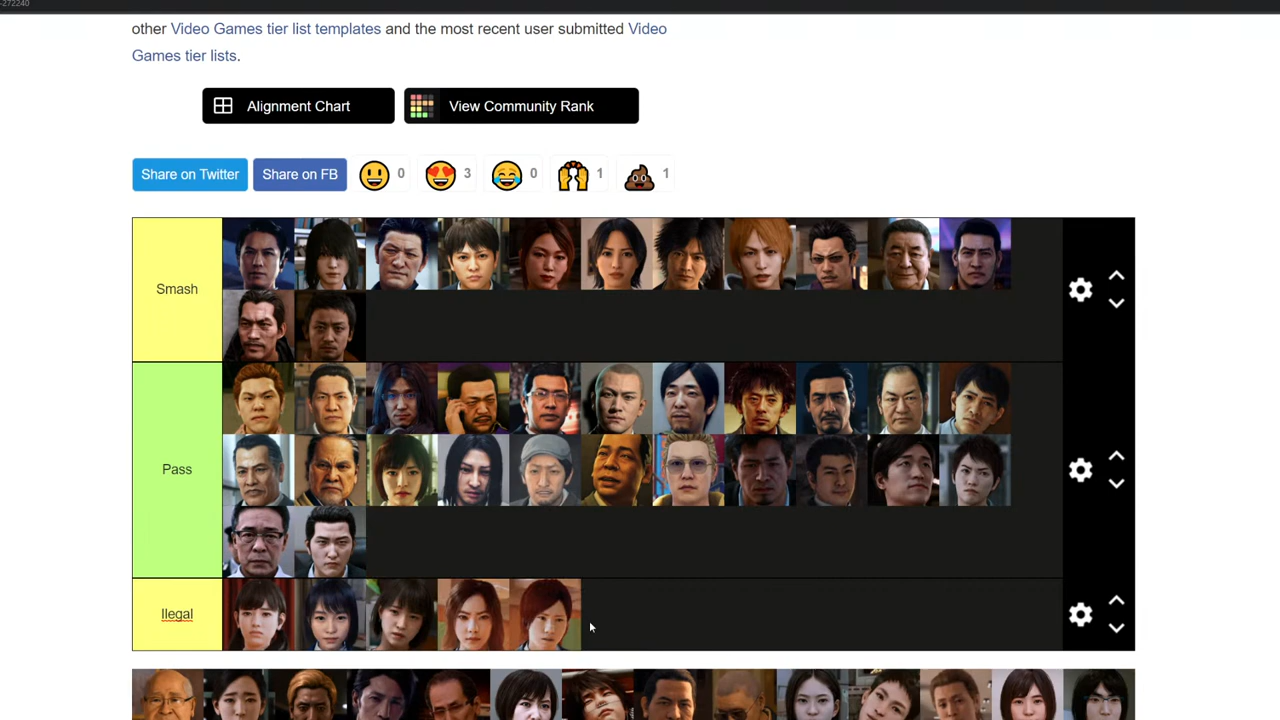 -272240
other Video Games tier list templates and the most recent user submitted Video
Games tier lists.
Alignment Chart
View Community Rank
Share on Twitter
Share on FB
0
3
0
1
1
Smash
Pass
Ilegal